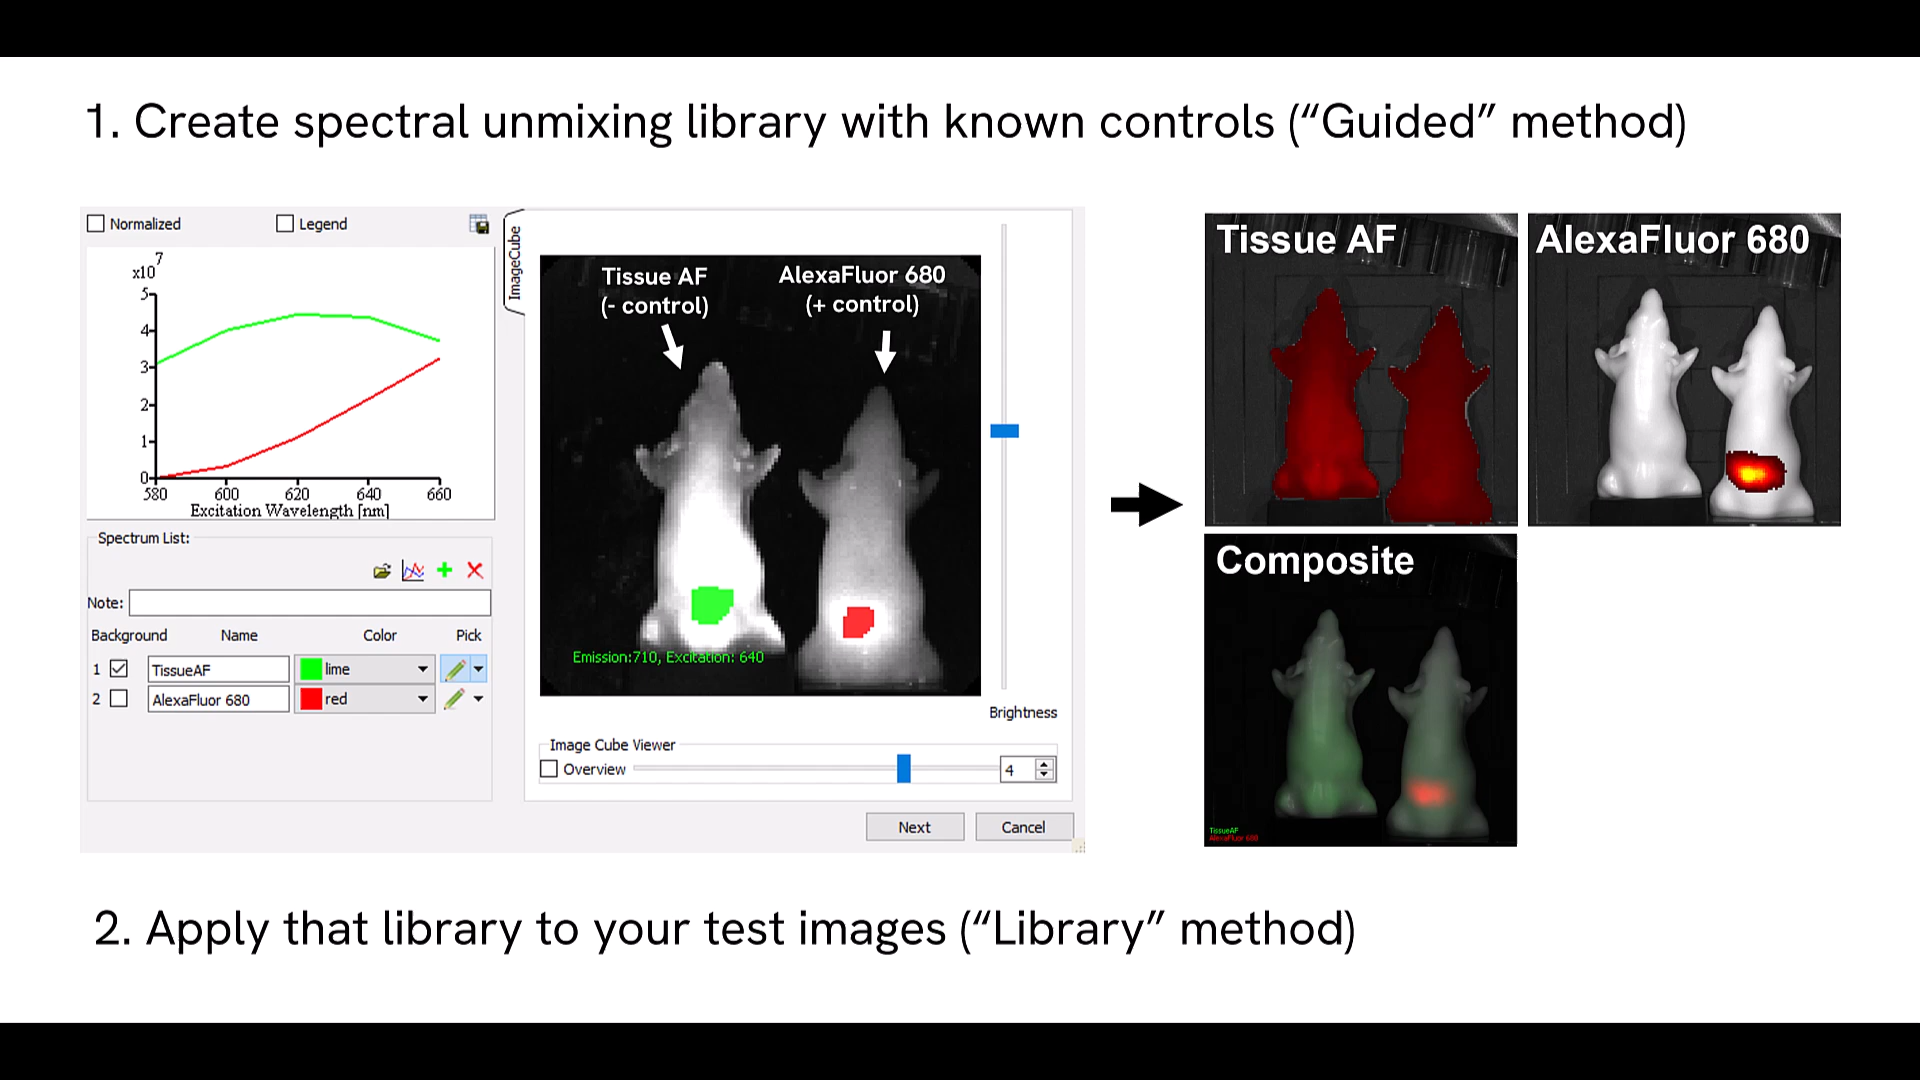 1. Create spectral unmixing library with known controls (“Guided” method)
Normalized
Legend
x10 7
5
4
3
2
1
0
580 600 620 640 660
Excitation Wavelength [nm]
Spectrum List:
Note:
Background Name Color Pick
1 TissueAF lime
2 AlexaFluor 680 red
ImageCube
Tissue AF
(- control)
AlexaFluor 680
(+ control)
Emission:710, Excitation: 640
Brightness
Image Cube Viewer
Overview 4
Next Cancel
Tissue AF
AlexaFluor 680
Composite
TissueAF
AlexaFluor 680
2. Apply that library to your test images (“Library” method)